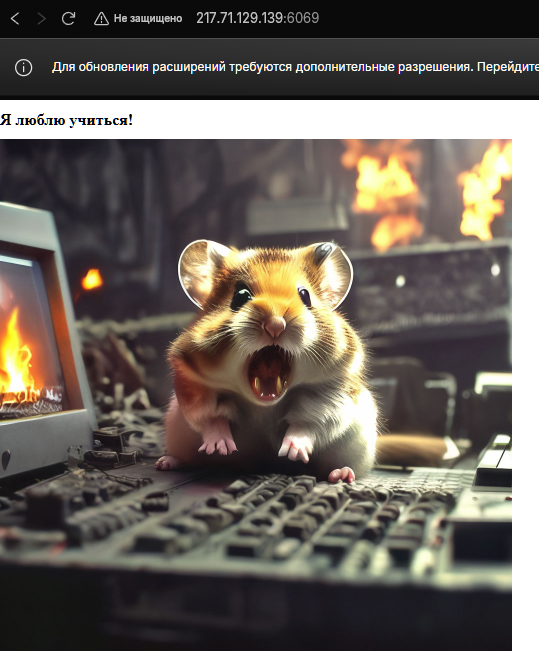 Не защищено 217.71.129.139:6069
Для обновления расширений требуются дополнительные разрешения. Перейдите
Я люблю учиться!